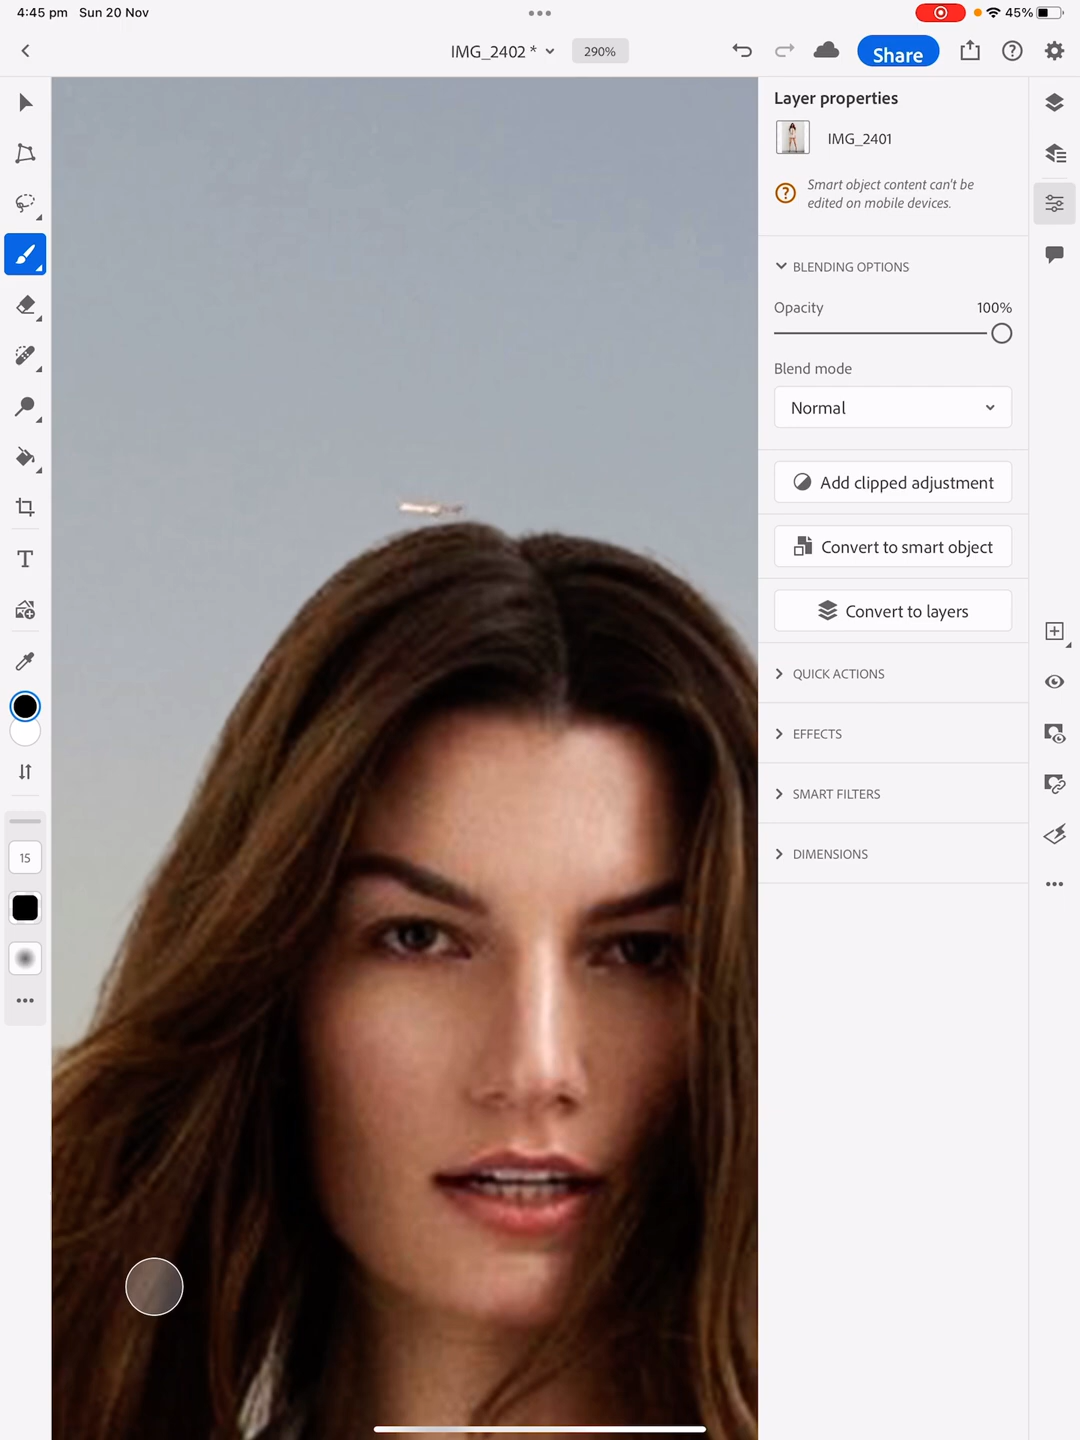 4:45 pm Sun 20 Nov
45%
IMG_2402 *
290%
Share
Layer properties
IMG_2401
Smart object content can't be
edited on mobile devices.
BLENDING OPTIONS
Opacity 100%
Blend mode
Normal
Add clipped adjustment
Convert to smart object
Convert to layers
QUICK ACTIONS
EFFECTS
SMART FILTERS
DIMENSIONS
T
15